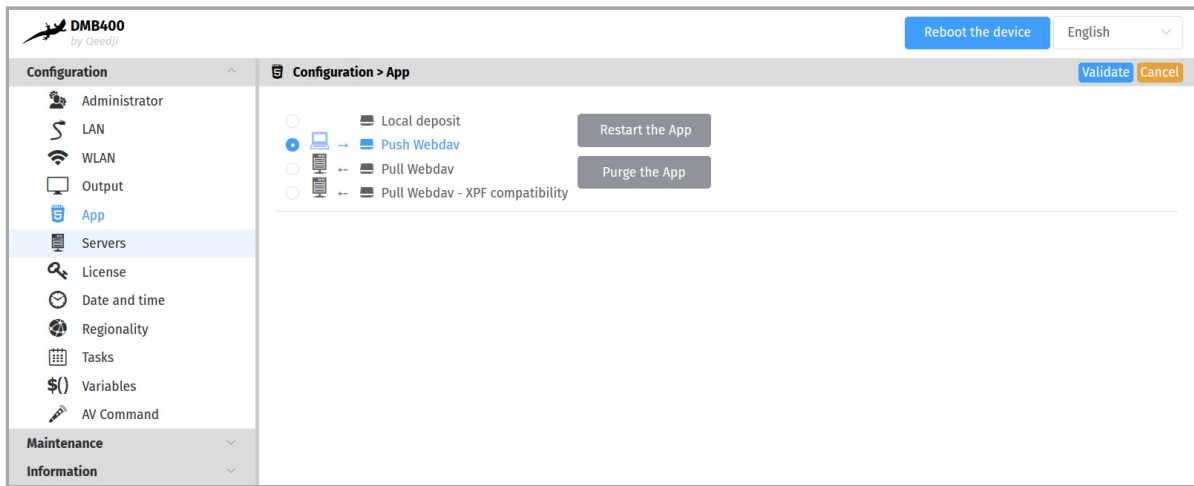 DMB400
by Qeedji
Reboot the device
English
Configuration
Configuration > App
Validate
Cancel
Administrator
LAN
WLAN
Output
App
Servers
License
Date and time
Regionality
Tasks
$() Variables
AV Command
Maintenance
Information
Local deposit
Push Webdav
Pull Webdav
Pull Webdav - XPF compatibility
Restart the App
Purge the App